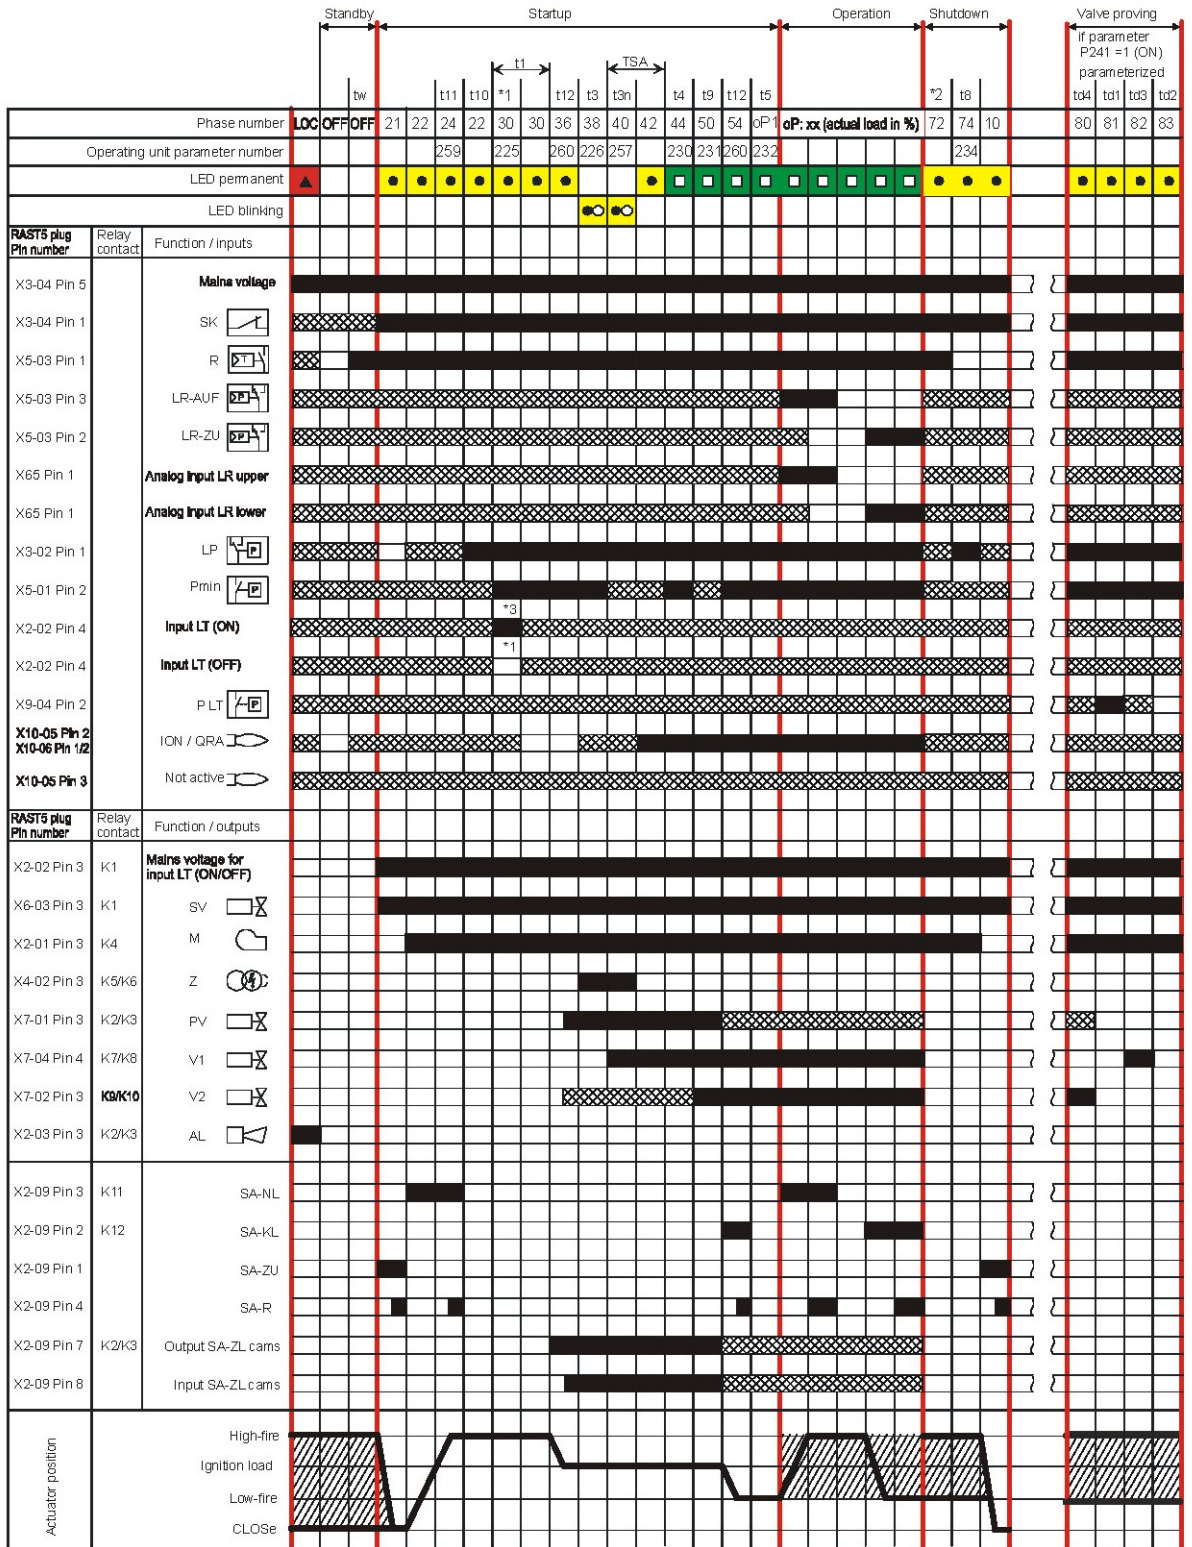 Standby Startup Operation Shutdown Valve proving
if parameter
P241 =1 (ON)
parameterized
t1 TSA
tw t11 t10 *1 t12 t3 t3n t4 t9 t12 t5 *2 t8 td4 td1 td3 td2
Phase number LOC OFF OFF 21 22 24 22 30 30 36 38 40 42 44 50 54 oP1 oP: xx (actual load in %) 72 74 10 80 81 82 83
Operating unit parameter number 259 225 260 226 257 230 231 260 232 234
LED permanent
LED blinking
RAST5 plug Relay
Pin number contact Function / inputs
X3-04 Pin 5 Mains voltage
X3-04 Pin 1 SK
X5-03 Pin 1 R
X5-03 Pin 3 LR-AUF
X5-03 Pin 2 LR-ZU
X65 Pin 1 Analog Input LR upper
X65 Pin 1 Analog Input LR lower
X3-02 Pin 1 LP P
X5-01 Pin 2 Pmin P
*3
X2-02 Pin 4 Input LT (ON)
*1
X2-02 Pin 4 Input LT (OFF)
X9-04 Pin 2 P LT P
X10-05 Pin 2
X10-06 Pin 1/2 ION / QRA
X10-05 Pin 3 Not active
RAST5 plug Relay
Pin number contact Function / outputs
X2-02 Pin 3 K1 Mains voltage for
input LT (ON/OFF)
X6-03 Pin 3 K1 SV
X2-01 Pin 3 K4 M
X4-02 Pin 3 K5/K6 Z
X7-01 Pin 3 K2/K3 PV
X7-04 Pin 4 K7/K8 V1
X7-02 Pin 3 K9/K10 V2
X2-03 Pin 3 K2/K3 AL
X2-09 Pin 3 K11 SA-NL
X2-09 Pin 2 K12 SA-KL
X2-09 Pin 1 SA-ZU
X2-09 Pin 4 SA-R
X2-09 Pin 7 K2/K3 Output SA-ZL cams
X2-09 Pin 8 Input SA-ZL cams
Actuator position
High-fire
Ignition load
Low-fire
CLOSe